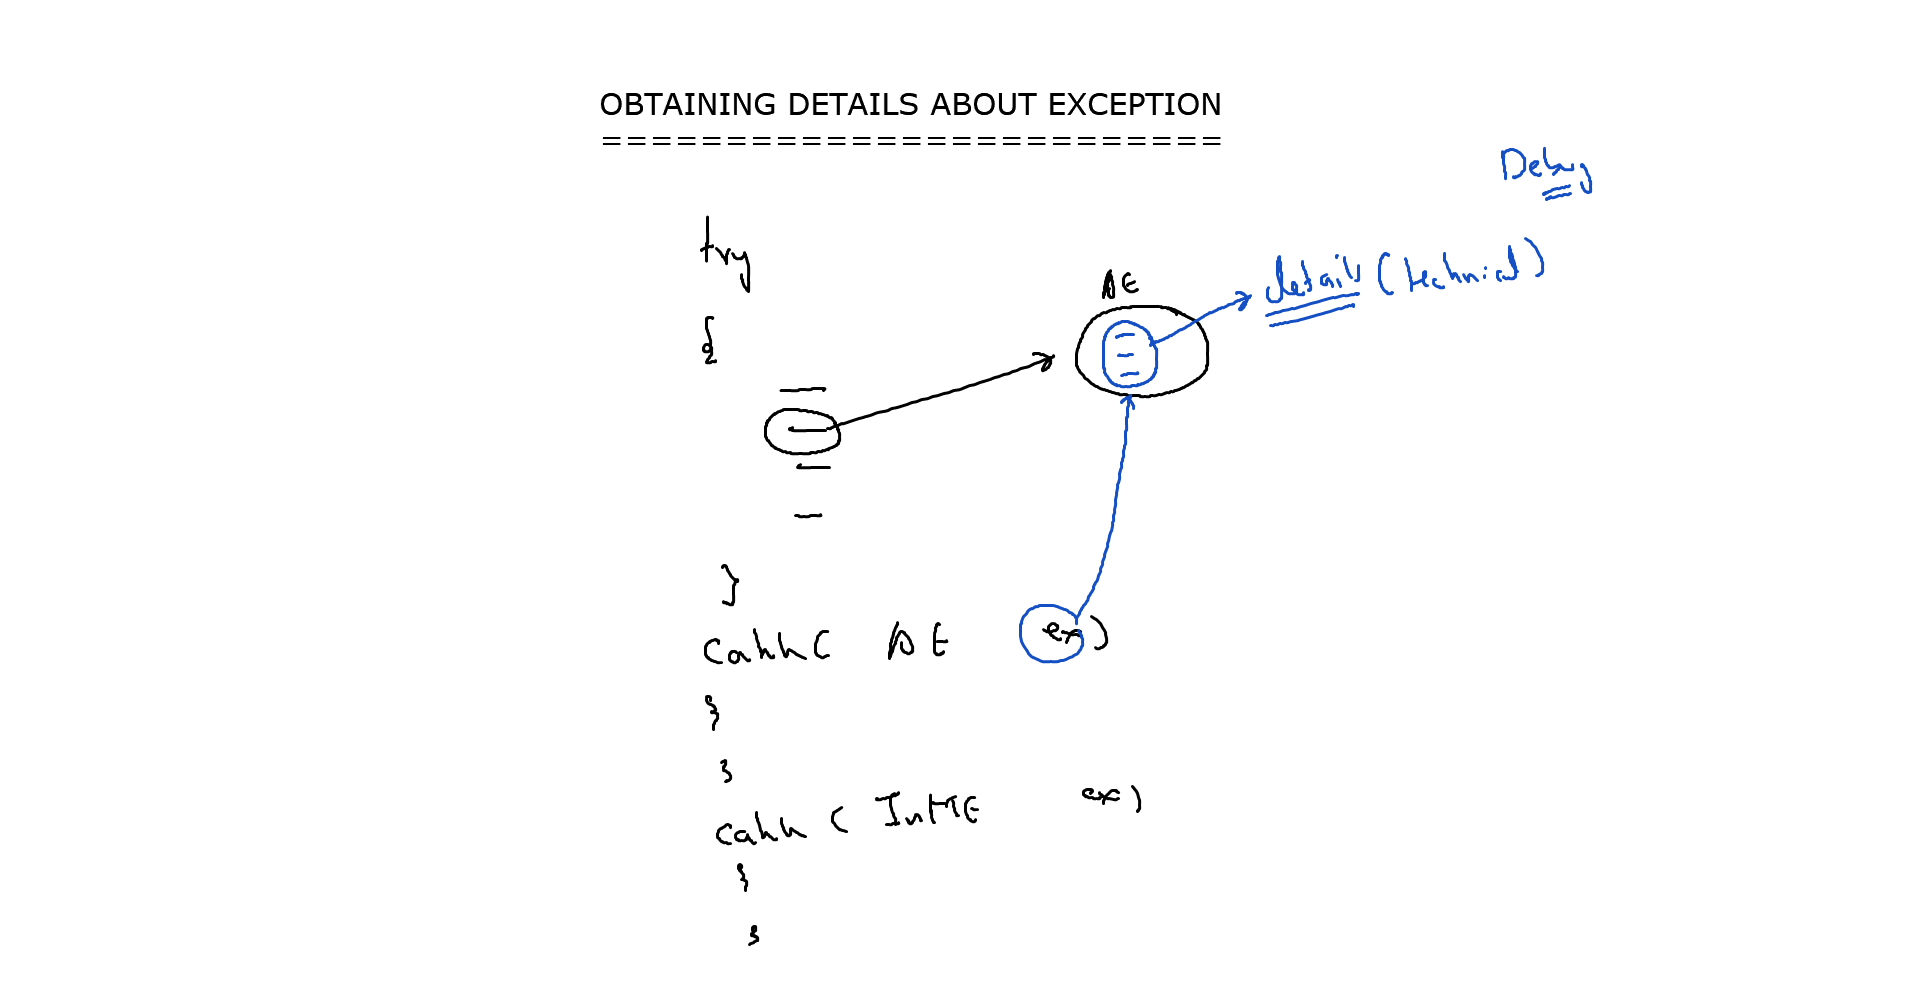 OBTAINING DETAILS ABOUT EXCEPTION
=========================
Debug
try
AE
details (technical)
{
}
catch( AE ex)
{
}
catch ( InME ex)
{
}